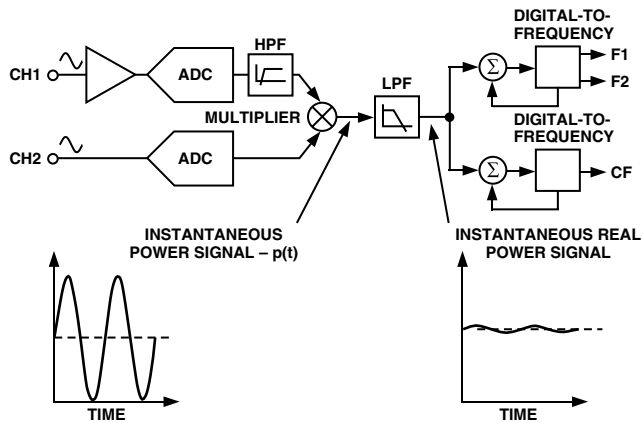 DIGITAL-TO-
FREQUENCY
F1
F2
HPF
CH1
ADC
Σ
LPF
MULTIPLIER
DIGITAL-TO-
FREQUENCY
CH2
ADC
Σ
CF
INSTANTANEOUS
POWER SIGNAL – p(t)
INSTANTANEOUS REAL
POWER SIGNAL
TIME
TIME